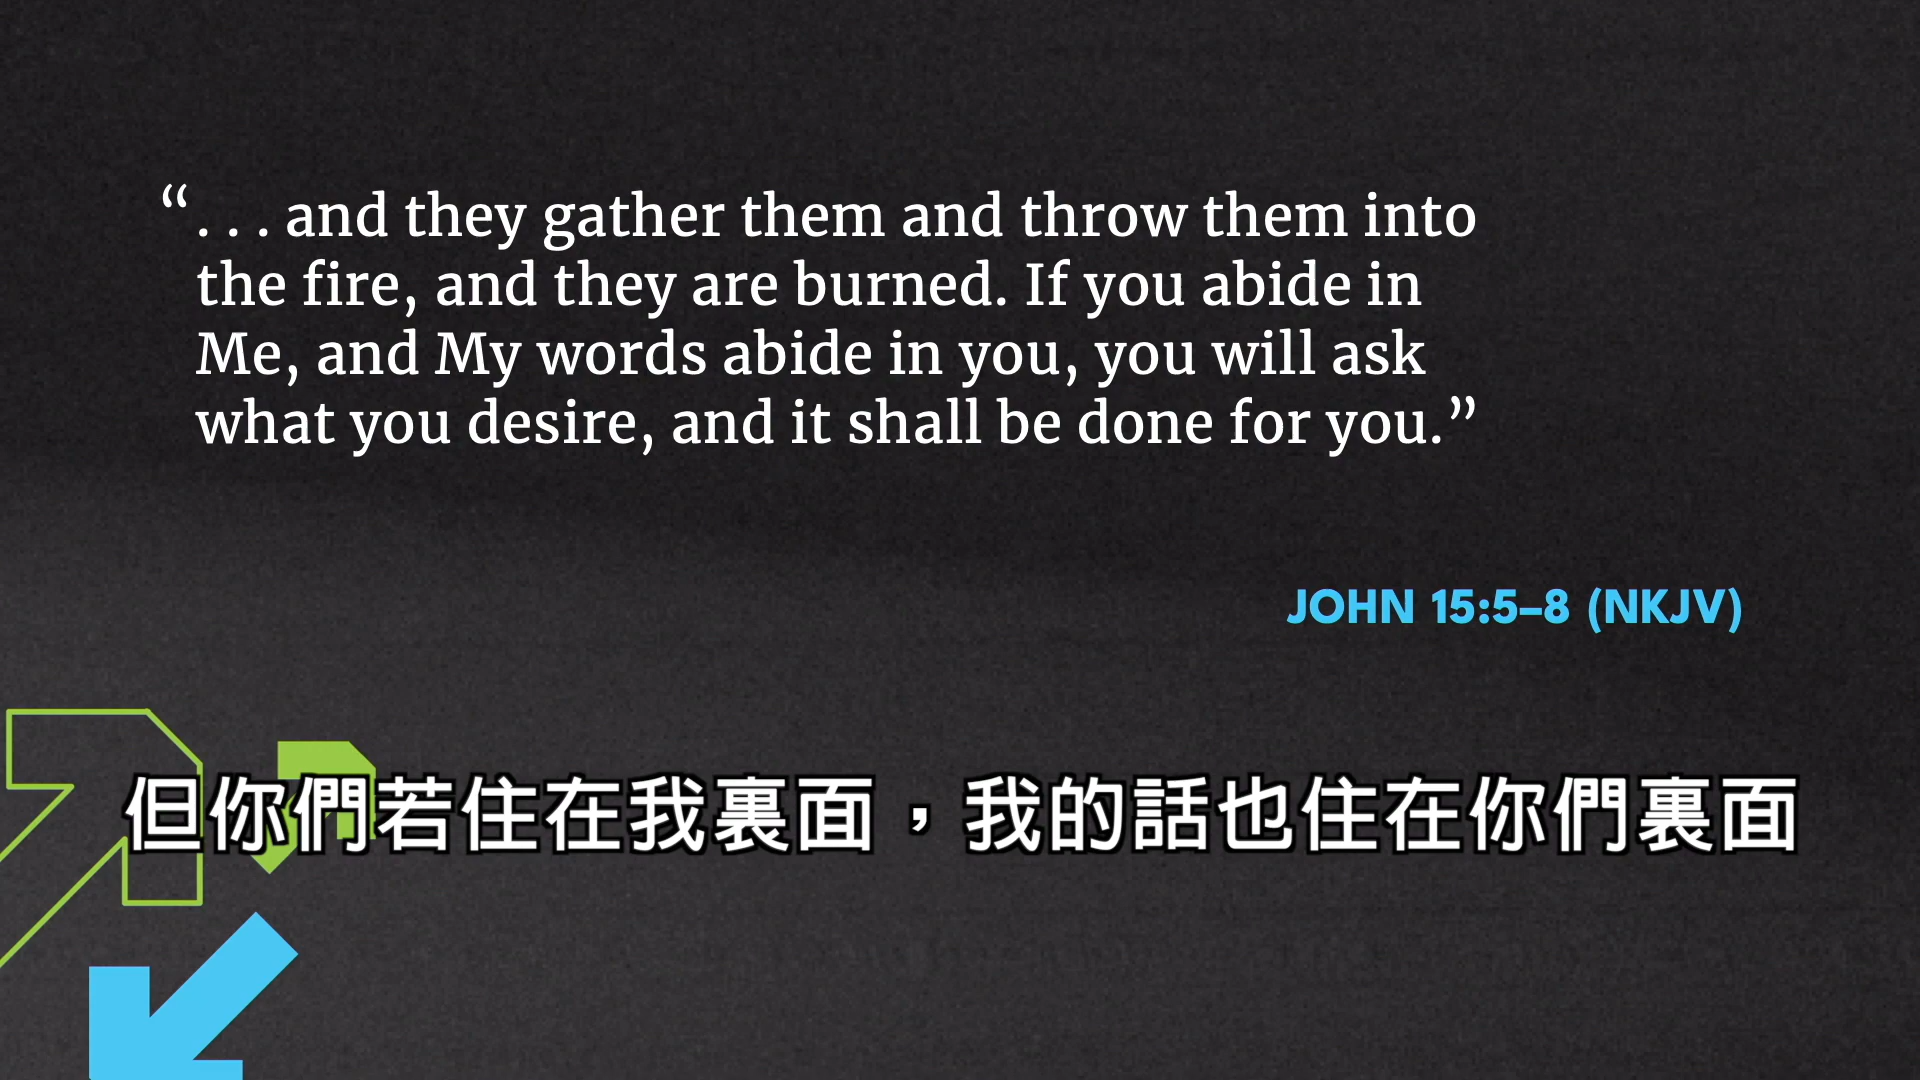 “. . . and they gather them and throw them into
the fire, and they are burned. If you abide in
Me, and My words abide in you, you will ask
what you desire, and it shall be done for you.”
JOHN 15:5–8 (NKJV)
但你們若住在我裏面，我的話也住在你們裏面